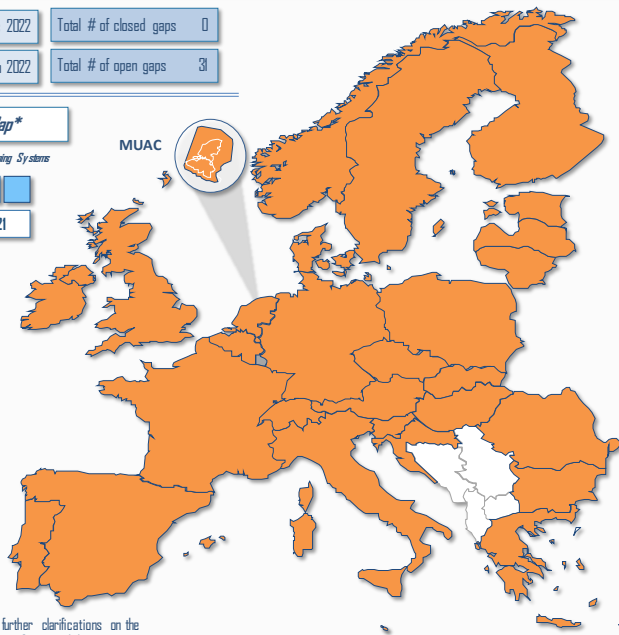 2022
Total # of closed gaps 0
2022
Total # of open gaps 31
ap*
ing Systems
MUAC
21
further clarifications on the